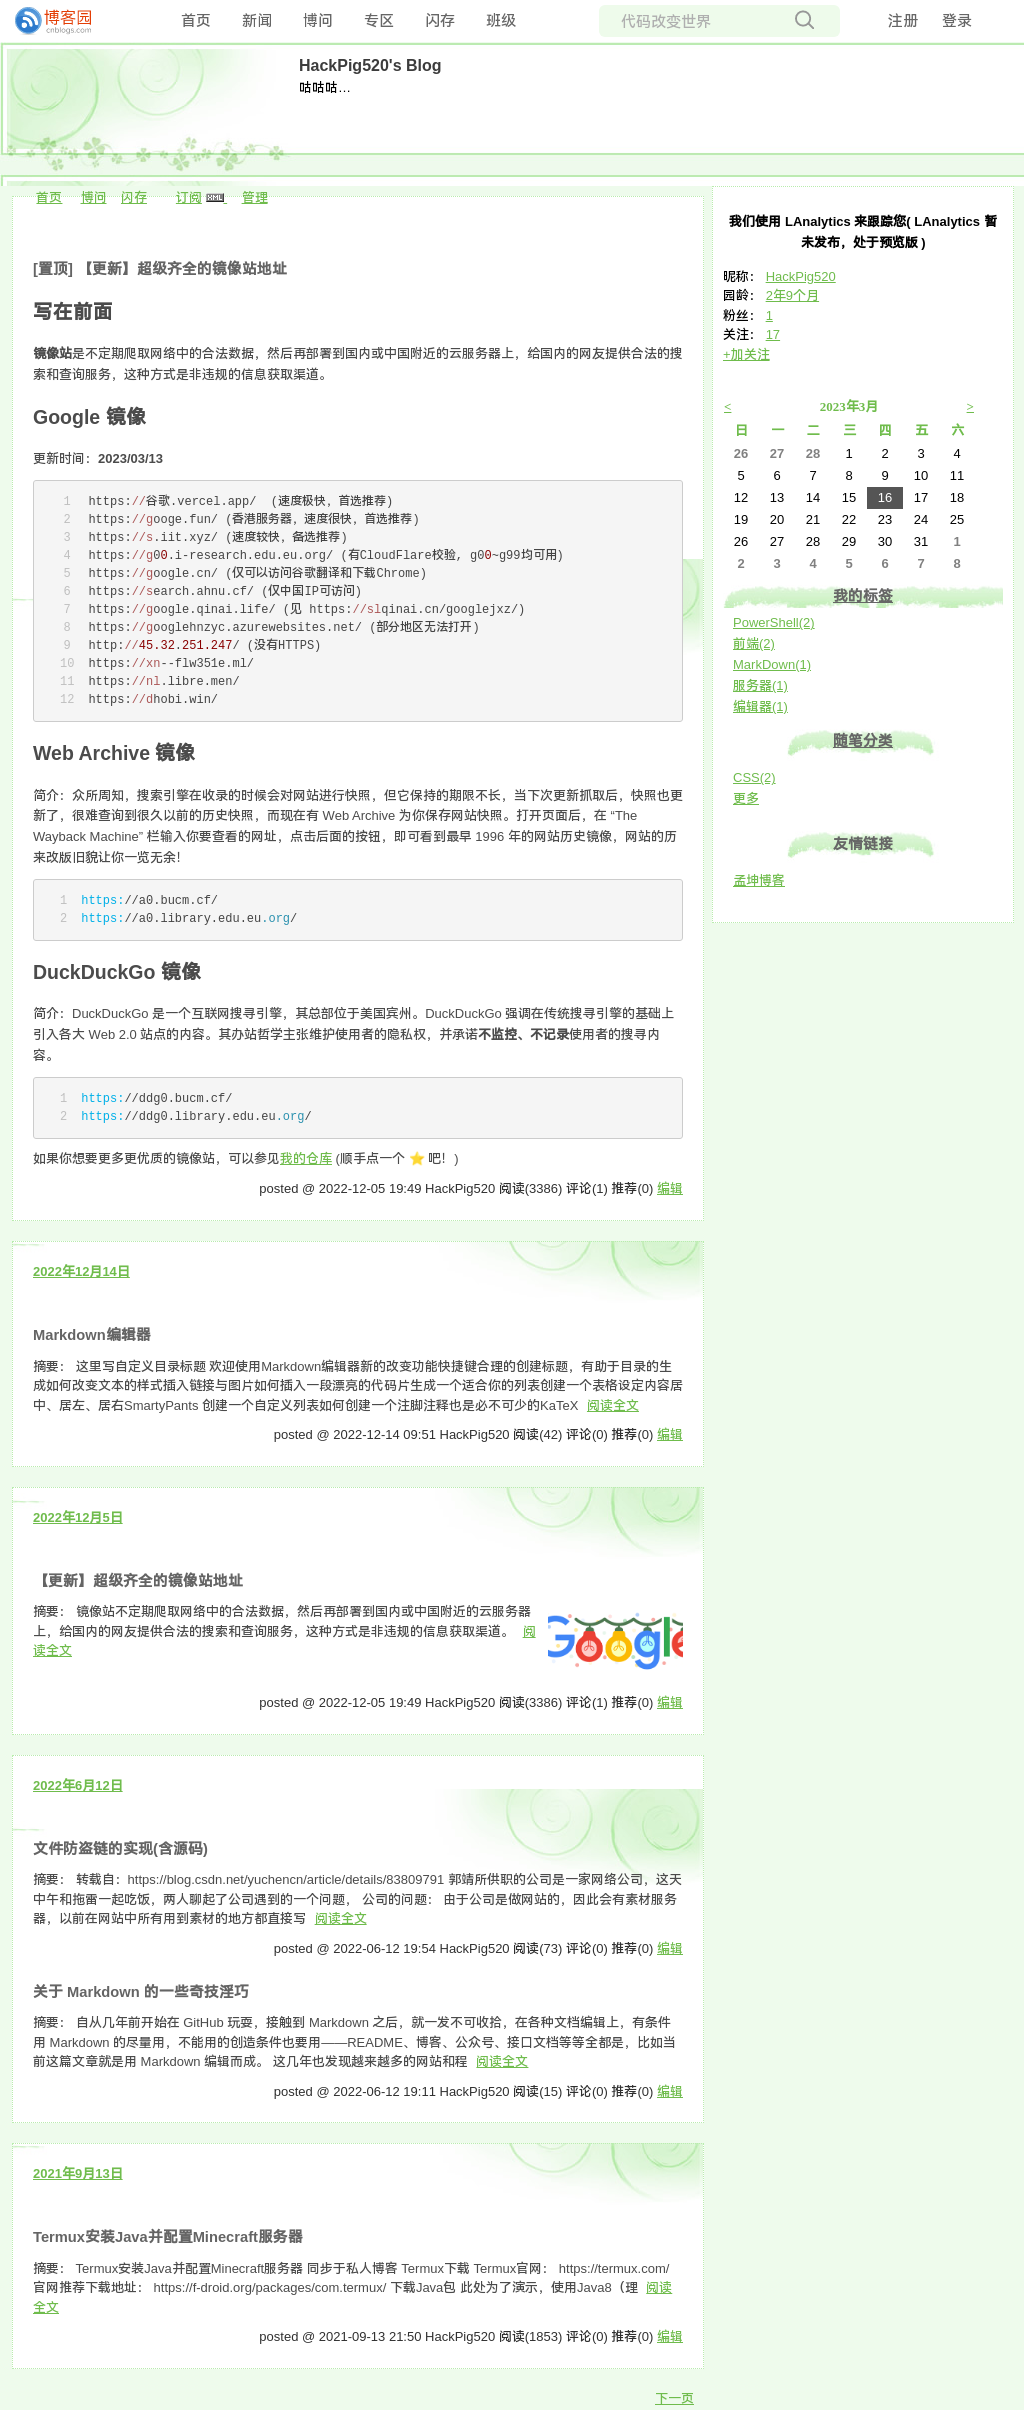 博客园
cnblogs.com
首页 新闻 博问 专区 闪存 班级
代码改变世界
注册 登录
HackPig520's Blog
咕咕咕…
首页 博问 闪存 订阅 XML 管理
[置顶] 【更新】超级齐全的镜像站地址
写在前面
镜像站是不定期爬取网络中的合法数据，然后再部署到国内或中国附近的云服务器上，给国内的网友提供合法的搜
索和查询服务，这种方式是非违规的信息获取渠道。
Google 镜像
更新时间：2023/03/13
1 https://谷歌.vercel.app/ (速度极快，首选推荐)
2 https://googe.fun/ (香港服务器，速度很快，首选推荐)
3 https://s.iit.xyz/ (速度较快，备选推荐)
4 https://g00.i-research.edu.eu.org/ (有CloudFlare校验, g00~g99均可用)
5 https://google.cn/ (仅可以访问谷歌翻译和下载Chrome)
6 https://search.ahnu.cf/ (仅中国IP可访问)
7 https://google.qinai.life/ (见 https://slqinai.cn/googlejxz/)
8 https://googlehnzyc.azurewebsites.net/ (部分地区无法打开)
9 http://45.32.251.247/ (没有HTTPS)
10 https://xn--flw351e.ml/
11 https://nl.libre.men/
12 https://dhobi.win/
Web Archive 镜像
简介：众所周知，搜索引擎在收录的时候会对网站进行快照，但它保持的期限不长，当下次更新抓取后，快照也更
新了，很难查询到很久以前的历史快照，而现在有 Web Archive 为你保存网站快照。打开页面后，在 “The
Wayback Machine” 栏输入你要查看的网址，点击后面的按钮，即可看到最早 1996 年的网站历史镜像，网站的历
来改版旧貌让你一览无余！
1 https://a0.bucm.cf/
2 https://a0.library.edu.eu.org/
DuckDuckGo 镜像
简介：DuckDuckGo 是一个互联网搜寻引擎，其总部位于美国宾州。DuckDuckGo 强调在传统搜寻引擎的基础上
引入各大 Web 2.0 站点的内容。其办站哲学主张维护使用者的隐私权，并承诺不监控、不记录使用者的搜寻内
容。
1 https://ddg0.bucm.cf/
2 https://ddg0.library.edu.eu.org/
如果你想要更多更优质的镜像站，可以参见我的仓库 (顺手点一个 ⭐ 吧！)
posted @ 2022-12-05 19:49 HackPig520 阅读(3386) 评论(1) 推荐(0) 编辑
2022年12月14日
Markdown编辑器
摘要： 这里写自定义目录标题 欢迎使用Markdown编辑器新的改变功能快捷键合理的创建标题，有助于目录的生
成如何改变文本的样式插入链接与图片如何插入一段漂亮的代码片生成一个适合你的列表创建一个表格设定内容居
中、居左、居右SmartyPants 创建一个自定义列表如何创建一个注脚注释也是必不可少的KaTeX 阅读全文
posted @ 2022-12-14 09:51 HackPig520 阅读(42) 评论(0) 推荐(0) 编辑
2022年12月5日
【更新】超级齐全的镜像站地址
摘要： 镜像站不定期爬取网络中的合法数据，然后再部署到国内或中国附近的云服务器
上，给国内的网友提供合法的搜索和查询服务，这种方式是非违规的信息获取渠道。 阅
读全文
Google
posted @ 2022-12-05 19:49 HackPig520 阅读(3386) 评论(1) 推荐(0) 编辑
2022年6月12日
文件防盗链的实现(含源码)
摘要： 转载自：https://blog.csdn.net/yuchencn/article/details/83809791 郭靖所供职的公司是一家网络公司，这天
中午和拖雷一起吃饭，两人聊起了公司遇到的一个问题， 公司的问题： 由于公司是做网站的，因此会有素材服务
器，以前在网站中所有用到素材的地方都直接写 阅读全文
posted @ 2022-06-12 19:54 HackPig520 阅读(73) 评论(0) 推荐(0) 编辑
关于 Markdown 的一些奇技淫巧
摘要： 自从几年前开始在 GitHub 玩耍，接触到 Markdown 之后，就一发不可收拾，在各种文档编辑上，有条件
用 Markdown 的尽量用，不能用的创造条件也要用——README、博客、公众号、接口文档等等全都是，比如当
前这篇文章就是用 Markdown 编辑而成。 这几年也发现越来越多的网站和程 阅读全文
posted @ 2022-06-12 19:11 HackPig520 阅读(15) 评论(0) 推荐(0) 编辑
2021年9月13日
Termux安装Java并配置Minecraft服务器
摘要： Termux安装Java并配置Minecraft服务器 同步于私人博客 Termux下载 Termux官网： https://termux.com/
官网推荐下载地址： https://f-droid.org/packages/com.termux/ 下载Java包 此处为了演示，使用Java8（理 阅读
全文
posted @ 2021-09-13 21:50 HackPig520 阅读(1853) 评论(0) 推荐(0) 编辑
下一页
我们使用 LAnalytics 来跟踪您( LAnalytics 暂
未发布，处于预览版 )
昵称： HackPig520
园龄： 2年9个月
粉丝： 1
关注： 17
+加关注
< 2023年3月 >
日 一 二 三 四 五 六
26 27 28 1 2 3 4
5 6 7 8 9 10 11
12 13 14 15 16 17 18
19 20 21 22 23 24 25
26 27 28 29 30 31 1
2 3 4 5 6 7 8
我的标签
PowerShell(2)
前端(2)
MarkDown(1)
服务器(1)
编辑器(1)
随笔分类
CSS(2)
更多
友情链接
孟坤博客